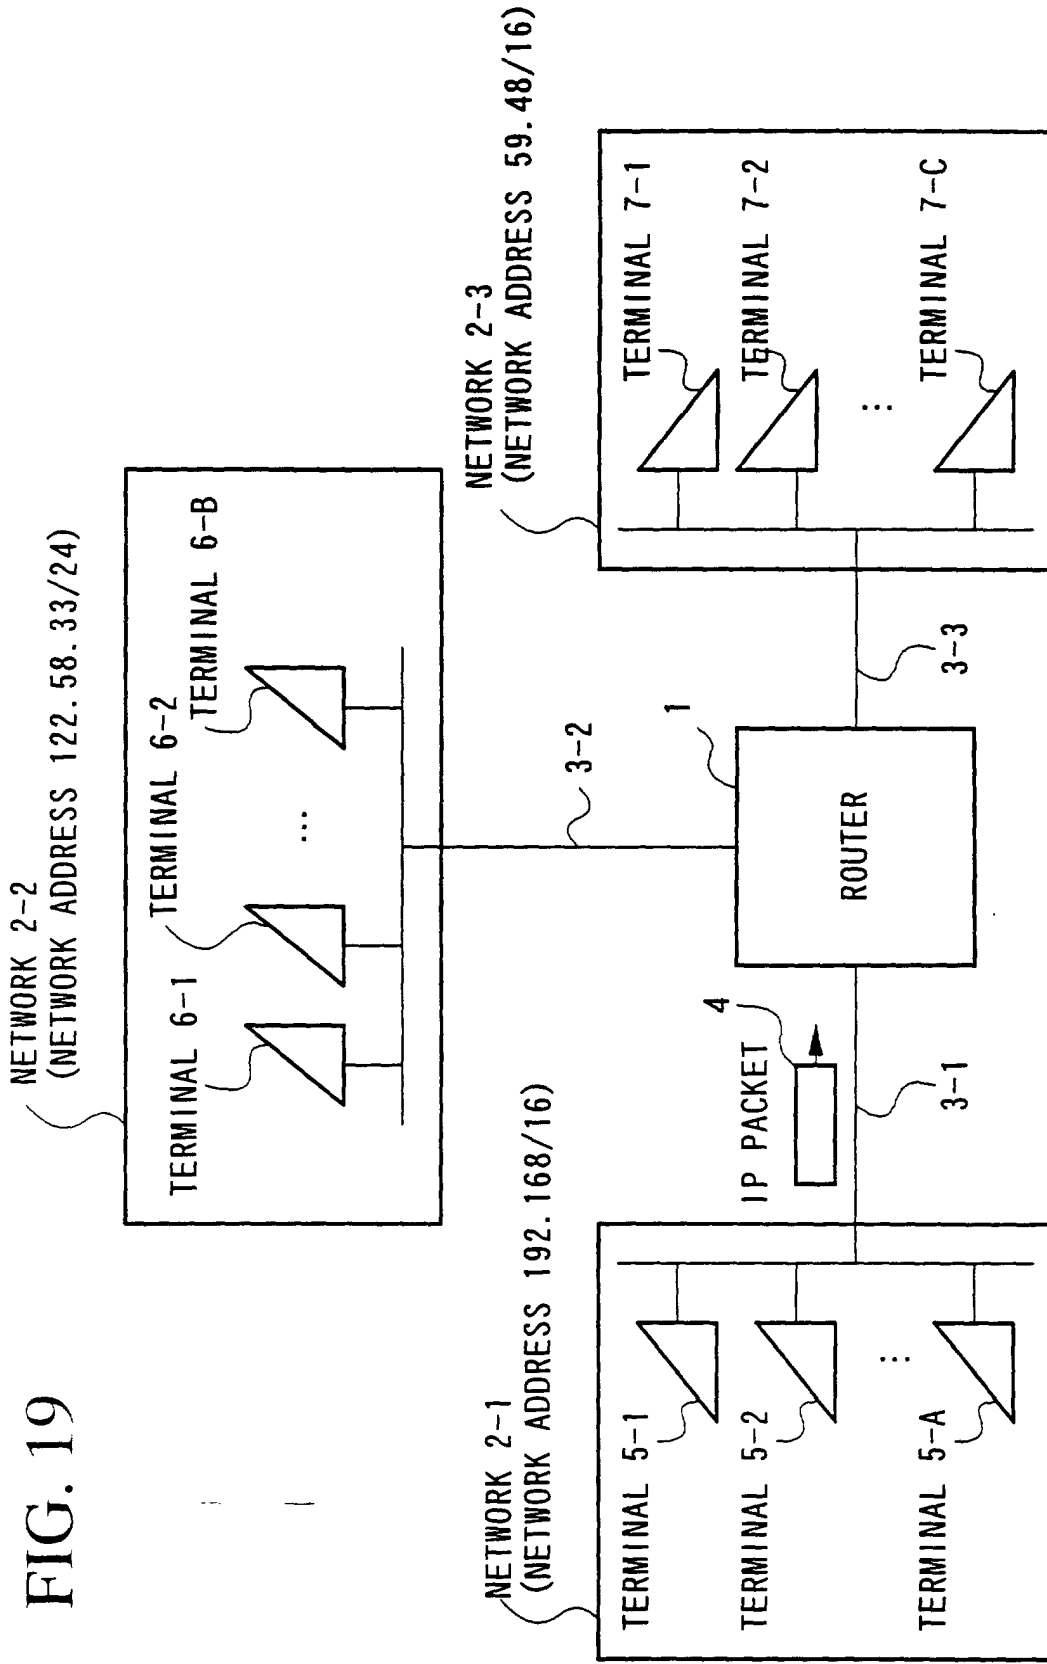 FIG. 19
NETWORK 2-2
(NETWORK ADDRESS 122.58.33/24)
TERMINAL 6-1
TERMINAL 6-2
TERMINAL 6-B
...
NETWORK 2-1
(NETWORK ADDRESS 192.168/16)
TERMINAL 5-1
TERMINAL 5-2
...
TERMINAL 5-A
IP PACKET
4
3-1
3-2
1
ROUTER
3-3
NETWORK 2-3
(NETWORK ADDRESS 59.48/16)
TERMINAL 7-1
TERMINAL 7-2
...
TERMINAL 7-C